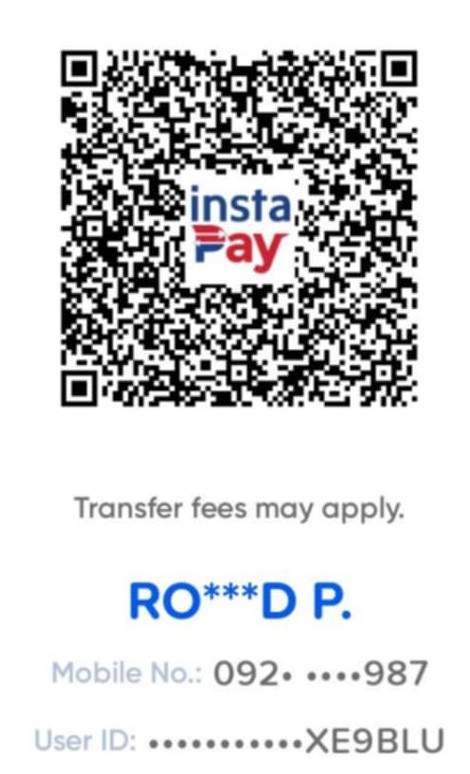 insta
Pay
Transfer fees may apply.
RO***D P.
Mobile No.: 092• ••••987
User ID: •••••••••••XE9BLU